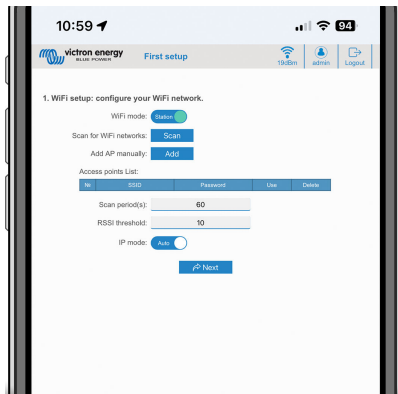 10:59
94
victron energy
BLUE POWER
First setup
19dBm
admin
Logout
1. WiFi setup: configure your WiFi network.
WiFi mode: Station
Scan for WiFi networks: Scan
Add AP manually: Add
Access points List:
№ SSID Password Use Delete
Scan period(s): 60
RSSI threshold: 10
IP mode: Auto
Next